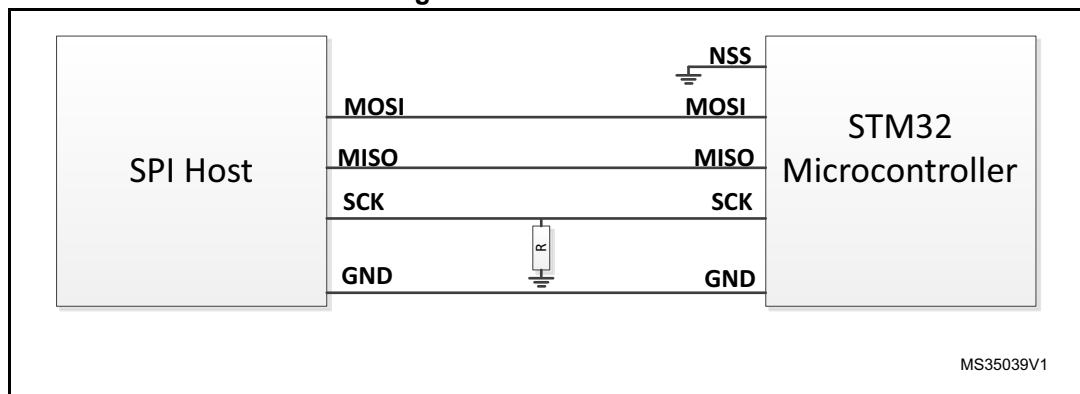 g
NSS
MOSI MOSI
SPI Host
STM32
Microcontroller
MISO MISO
SCK SCK
R
GND GND
MS35039V1